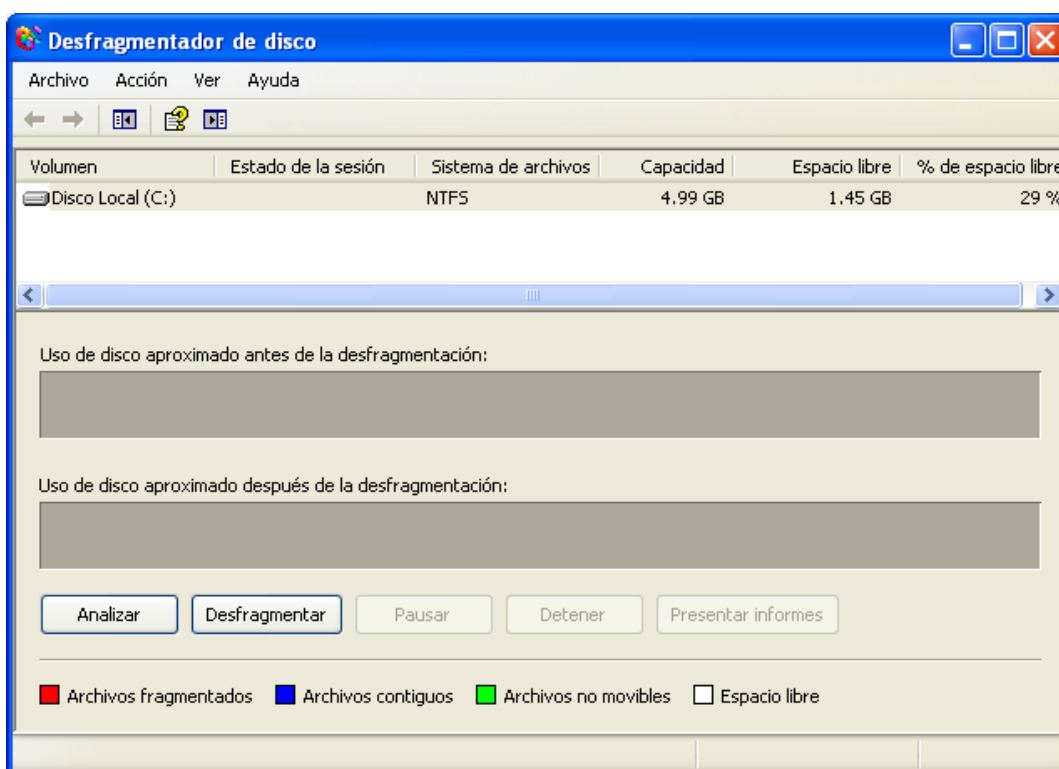 Desfragmentador de disco
Archivo Acción Ver Ayuda
Volumen Estado de la sesión Sistema de archivos Capacidad Espacio libre % de espacio libre
Disco Local (C:) NTFS 4.99 GB 1.45 GB 29 %
Uso de disco aproximado antes de la desfragmentación:
Uso de disco aproximado después de la desfragmentación:
Analizar Desfragmentar Pausar Detener Presentar informes
Archivos fragmentados Archivos contiguos Archivos no movibles Espacio libre